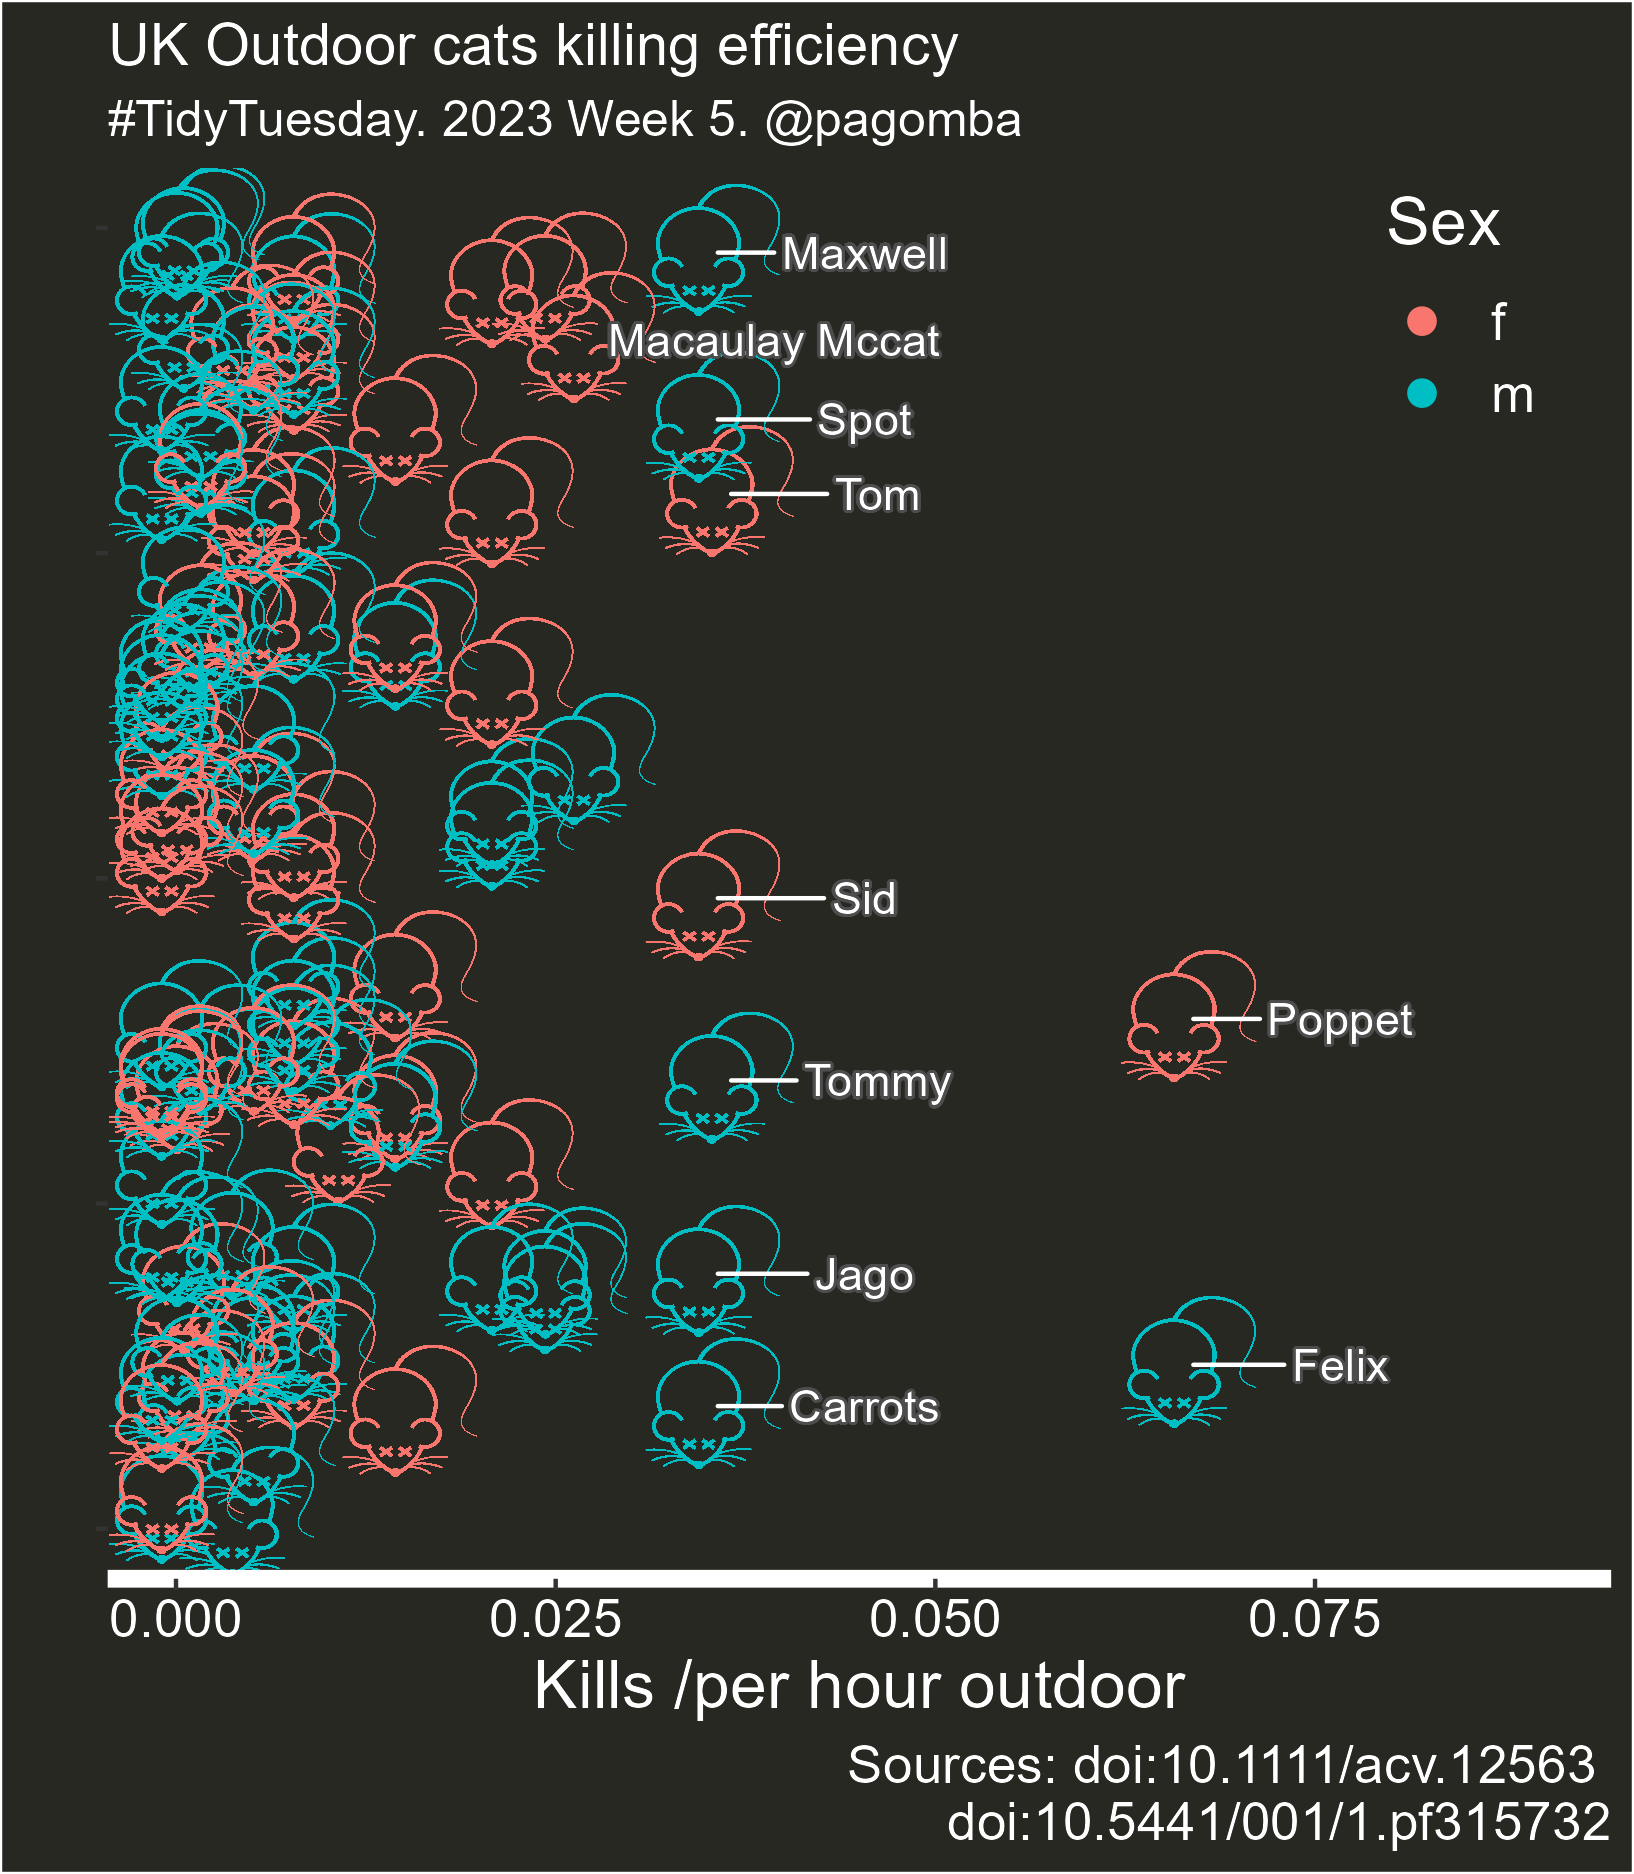 UK Outdoor cats killing efficiency
#TidyTuesday. 2023 Week 5. @pagomba
Sex
f
m
Maxwell
Macaulay Mccat
Spot
Tom
Sid
Poppet
Tommy
Jago
Felix
Carrots
0.000 0.025 0.050 0.075
Kills /per hour outdoor
Sources: doi:10.1111/acv.12563
doi:10.5441/001/1.pf315732